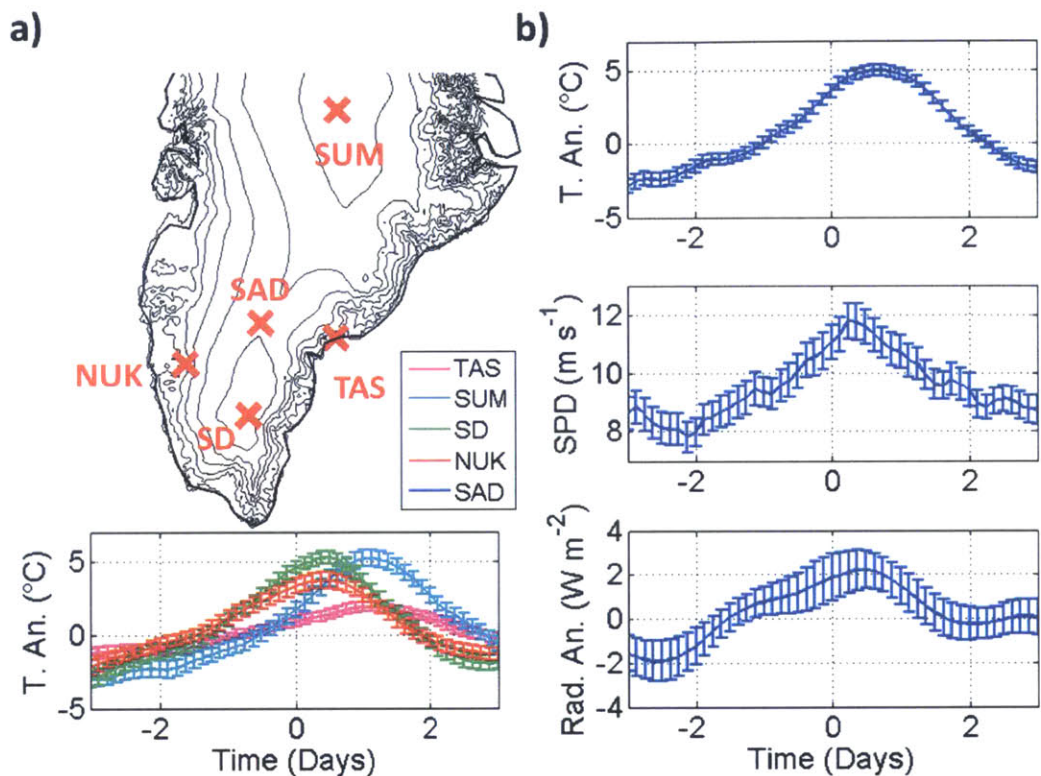 a)
SUM
SAD
NUK
TAS
SD
TAS
SUM
SD
NUK
SAD
T. An. (°C)
5
0
-5
-2
0
2
Time (Days)
b)
T. An. (°C)
5
0
-5
-2
0
2
SPD (m s⁻¹)
12
10
8
-2
0
2
Rad. An. (W m⁻²)
4
2
0
-2
-4
-2
0
2
Time (Days)